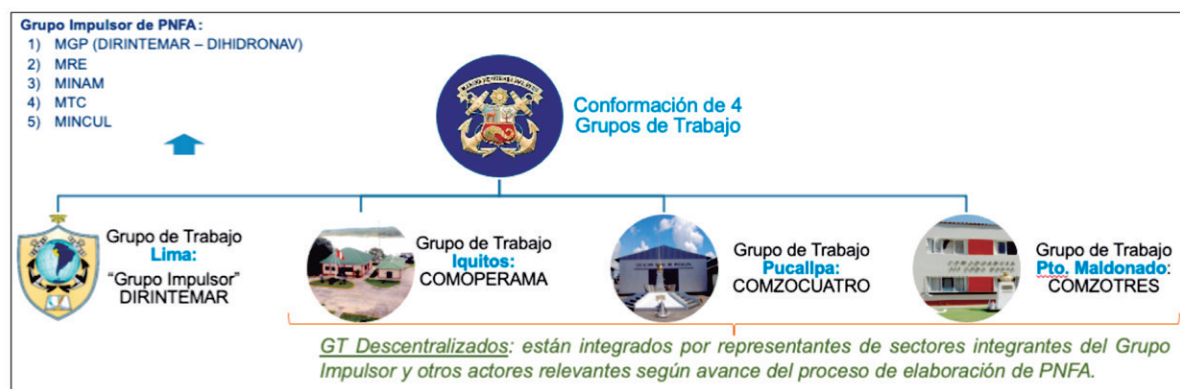 Grupo Impulsor de PNFA:
1) MGP (DIRINTEMAR – DIHIDRONAV)
2) MRE
3) MINAM
4) MTC
5) MINCUL
Conformación de 4
Grupos de Trabajo
Grupo de Trabajo
Lima:
“Grupo Impulsor”
DIRINTEMAR
Grupo de Trabajo
Iquitos:
COMOPERAMA
Grupo de Trabajo
Pucallpa:
COMZOCUATRO
Grupo de Trabajo
Pto. Maldonado:
COMZOTRES
GT Descentralizados: están integrados por representantes de sectores integrantes del Grupo
Impulsor y otros actores relevantes según avance del proceso de elaboración de PNFA.